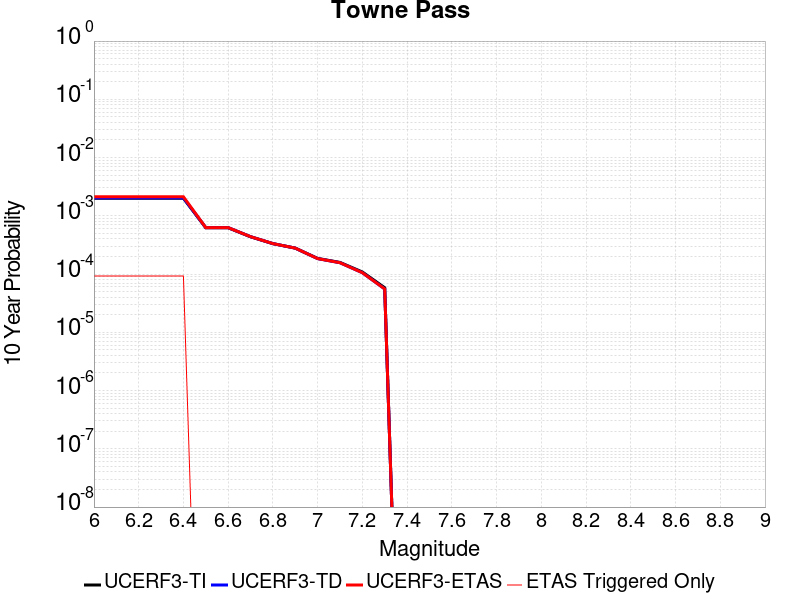 Towne Pass
10 Year Probability
10^0
10^-1
10^-2
10^-3
10^-4
10^-5
10^-6
10^-7
10^-8
6 6.2 6.4 6.6 6.8 7 7.2 7.4 7.6 7.8 8 8.2 8.4 8.6 8.8 9
Magnitude
UCERF3-TI UCERF3-TD UCERF3-ETAS ETAS Triggered Only